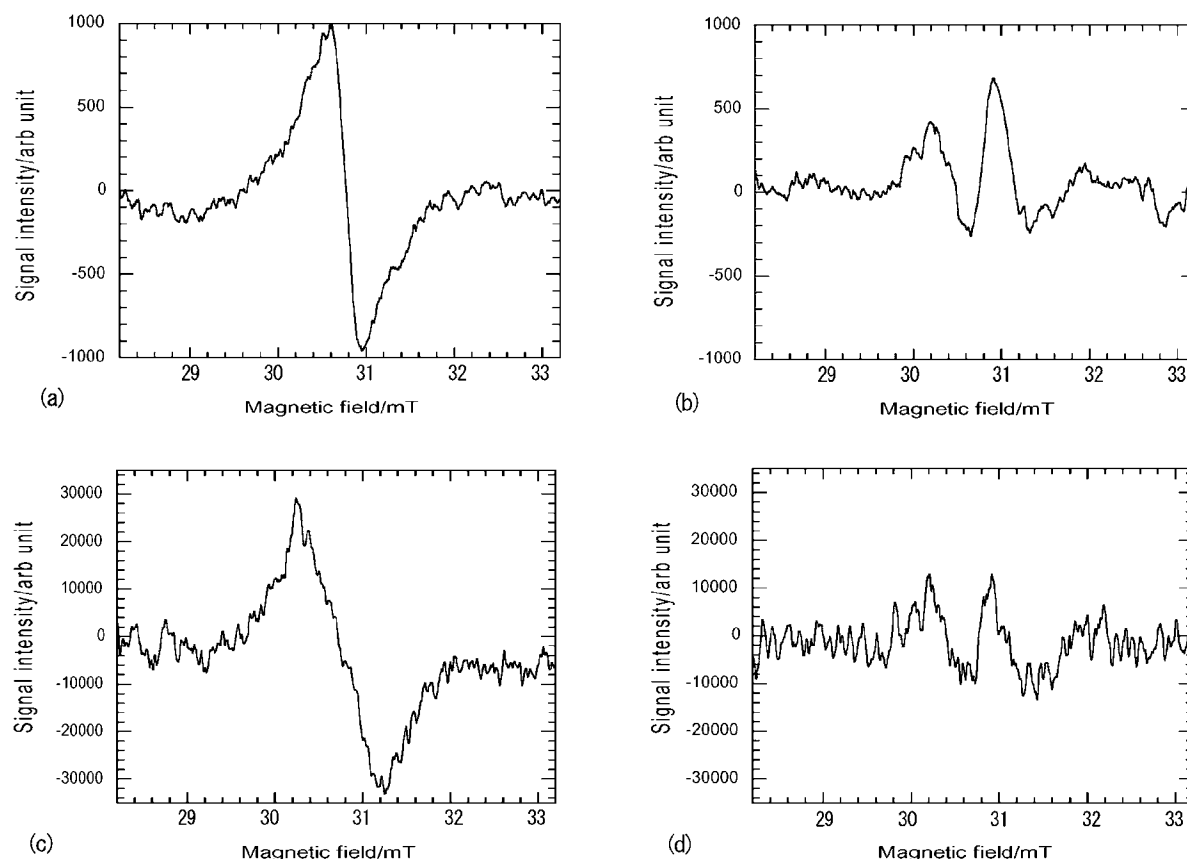 1000
500
0
-500
-1000
Signal intensity/arb unit
29 30 31 32 33
Magnetic field/mT
(a)
1000
500
0
-500
-1000
Signal intensity/arb unit
29 30 31 32 33
Magnetic field/mT
(b)
30000
20000
10000
0
-10000
-20000
-30000
Signal intensity/arb unit
29 30 31 32 33
Magnetic field/mT
(c)
30000
20000
10000
0
-10000
-20000
-30000
Signal intensity/arb unit
29 30 31 32 33
Magnetic field/mT
(d)